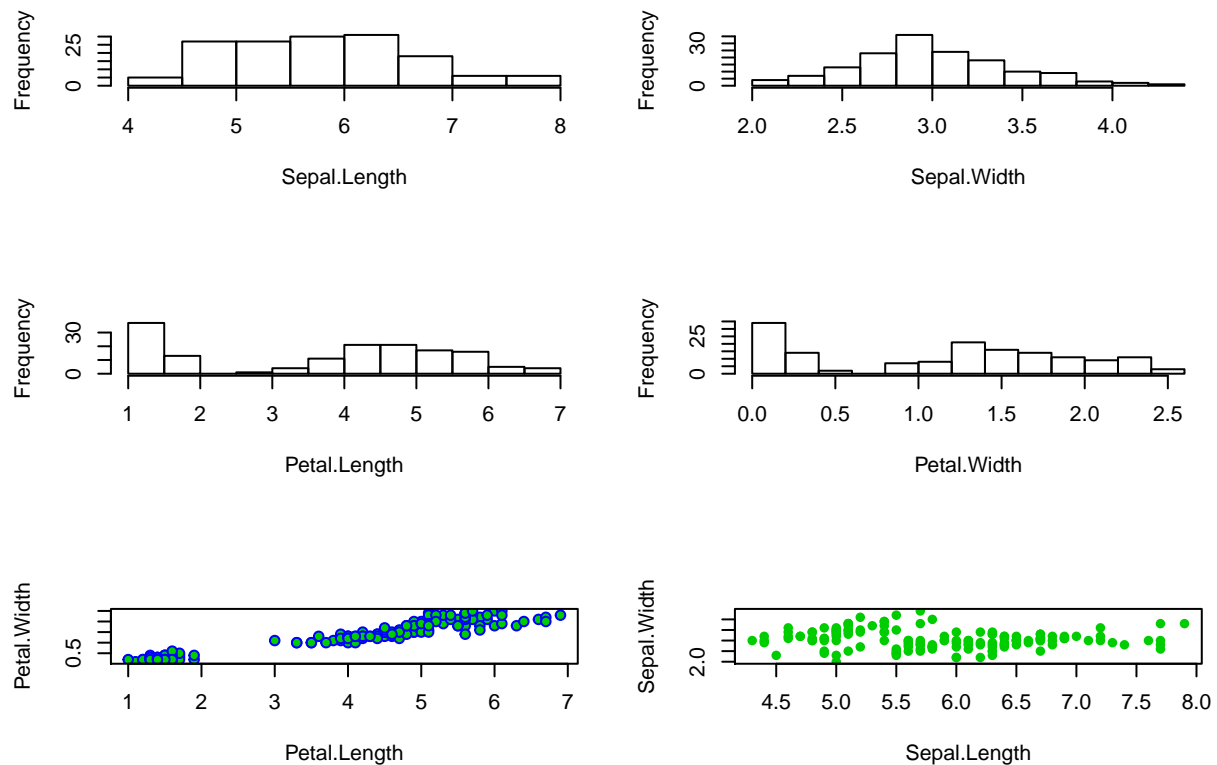 Frequency
25
0
4 5 6 7 8
Sepal.Length
Frequency
30
0
2.0 2.5 3.0 3.5 4.0
Sepal.Width
Frequency
30
0
1 2 3 4 5 6 7
Petal.Length
Frequency
25
0
0.0 0.5 1.0 1.5 2.0 2.5
Petal.Width
Petal.Width
0.5
1 2 3 4 5 6 7
Petal.Length
Sepal.Width
2.0
4.5 5.0 5.5 6.0 6.5 7.0 7.5 8.0
Sepal.Length